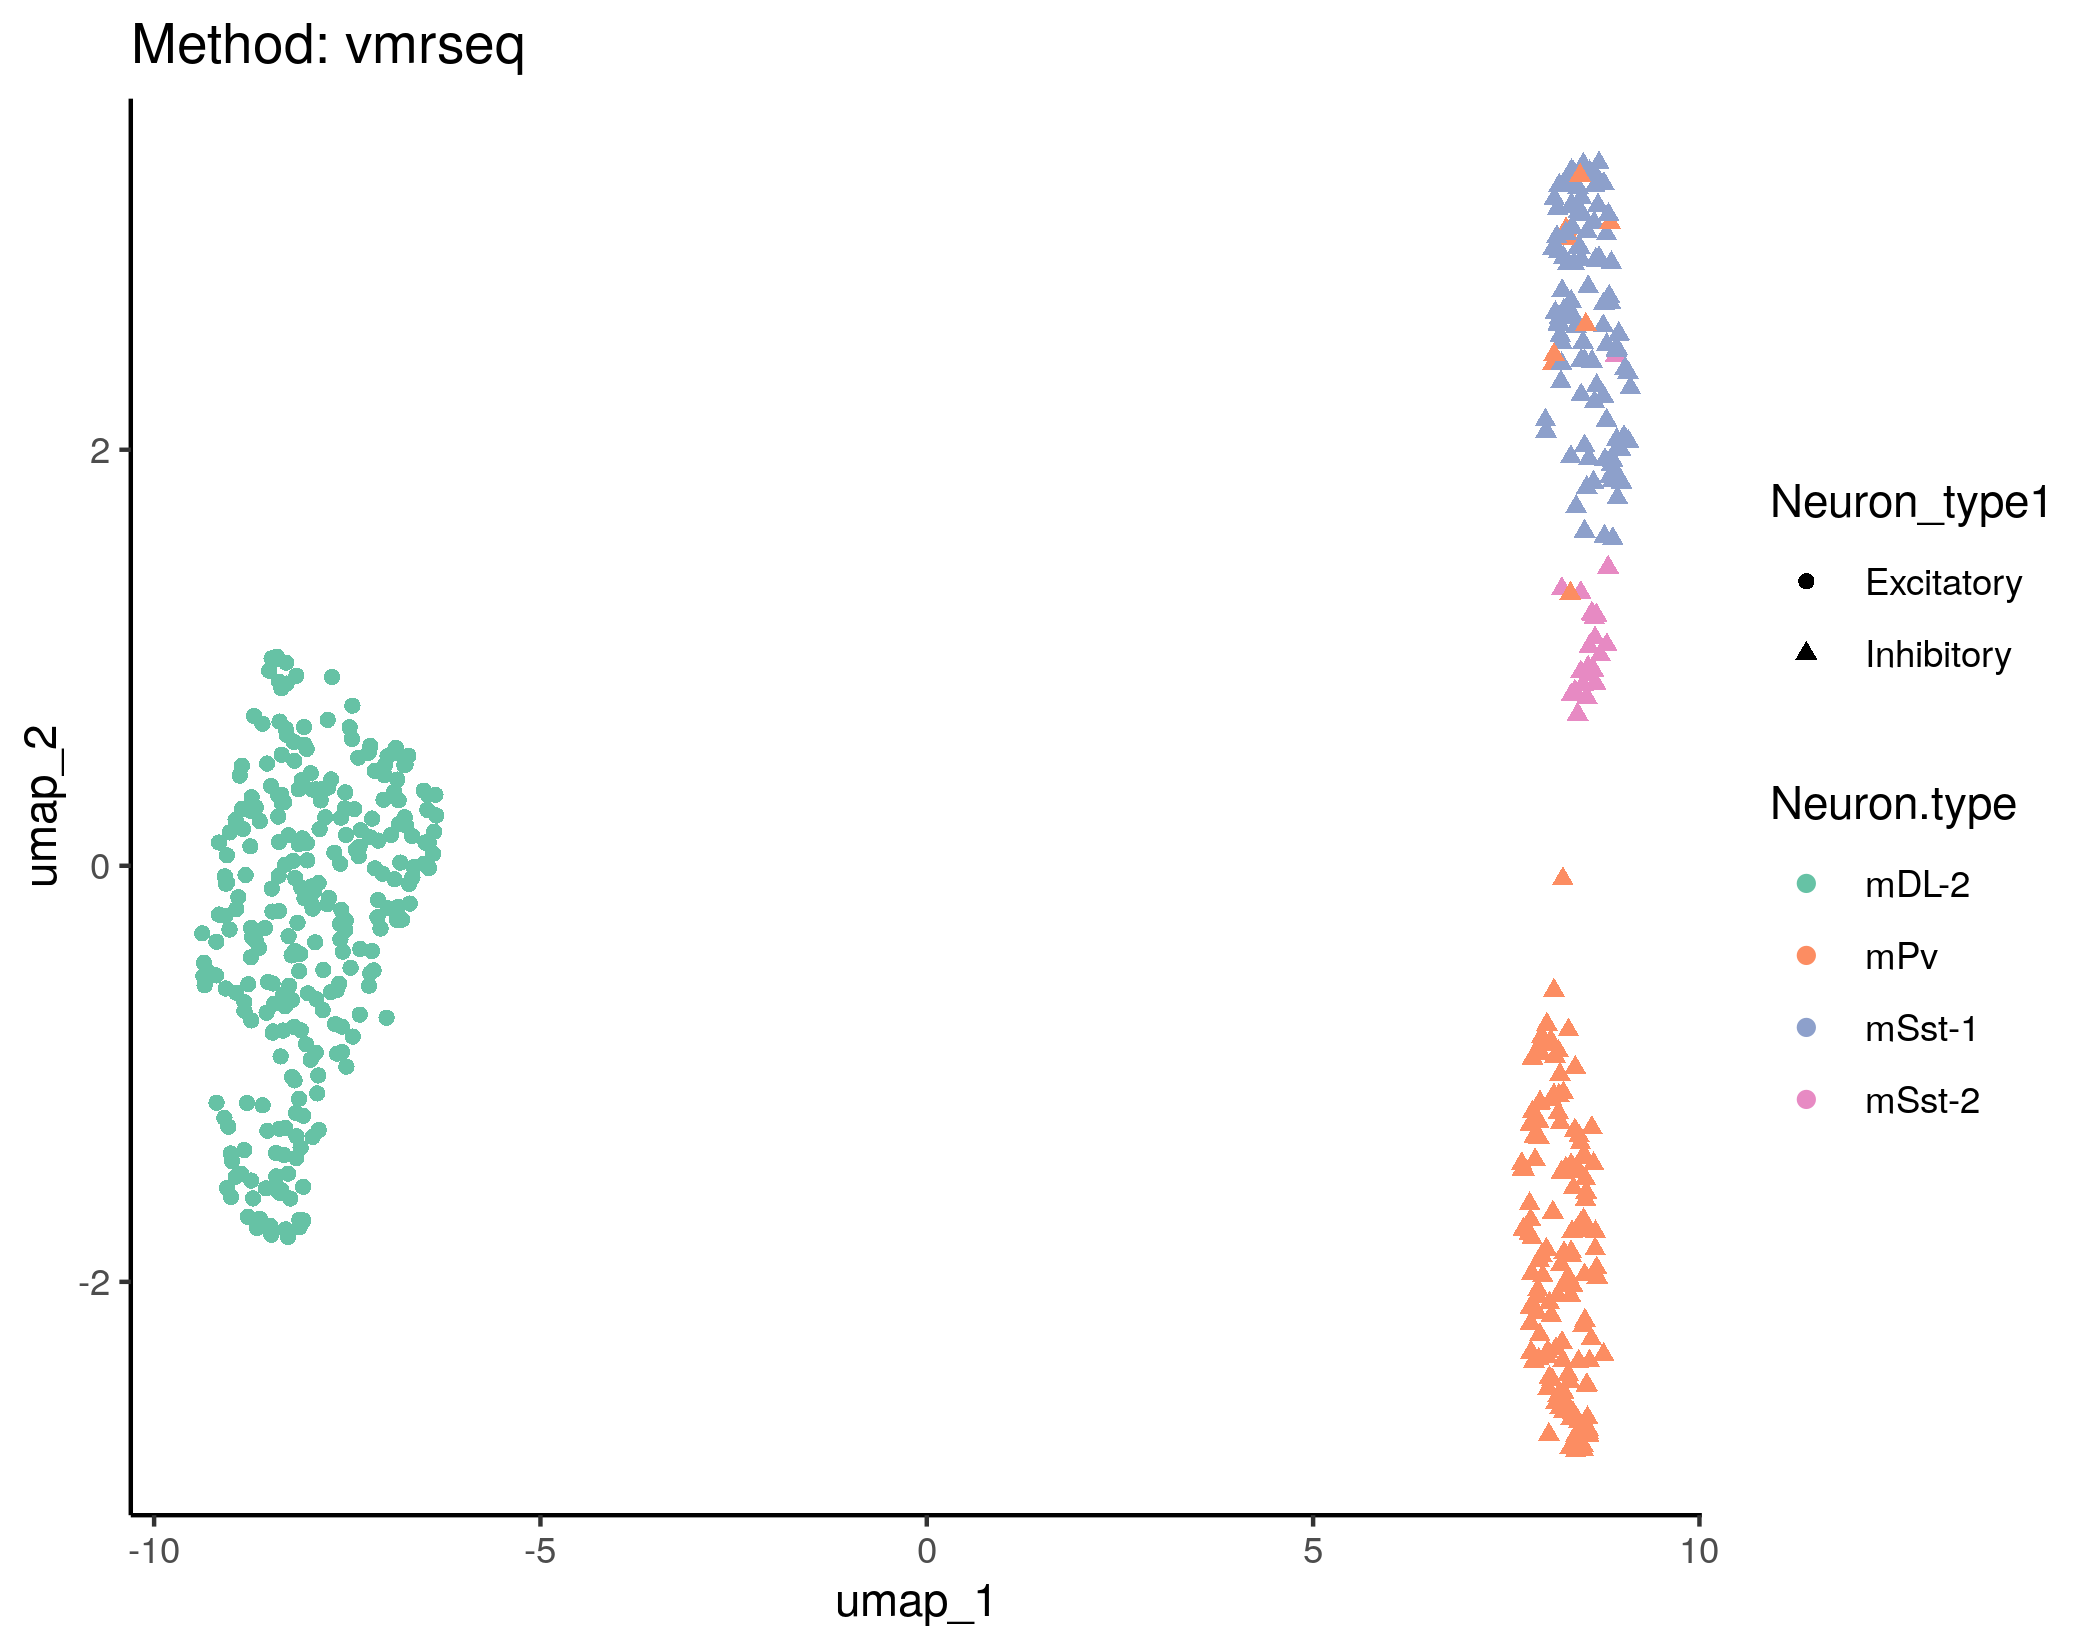 Method: vmrseq
umap_2
2
0
-2
-10
-5
0
5
10
umap_1
Neuron_type1
Excitatory
Inhibitory
Neuron.type
mDL-2
mPv
mSst-1
mSst-2